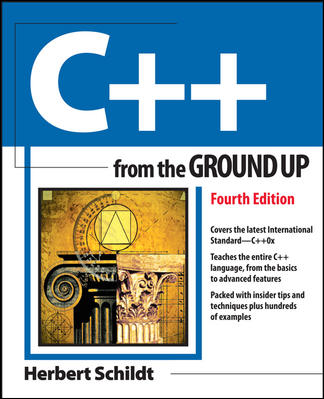 C++
from the GROUND UP
Fourth Edition
Covers the latest International
Standard—C++0x
Teaches the entire C++
language, from the basics
to advanced features
Packed with insider tips and
techniques plus hundreds
of examples
Herbert Schildt